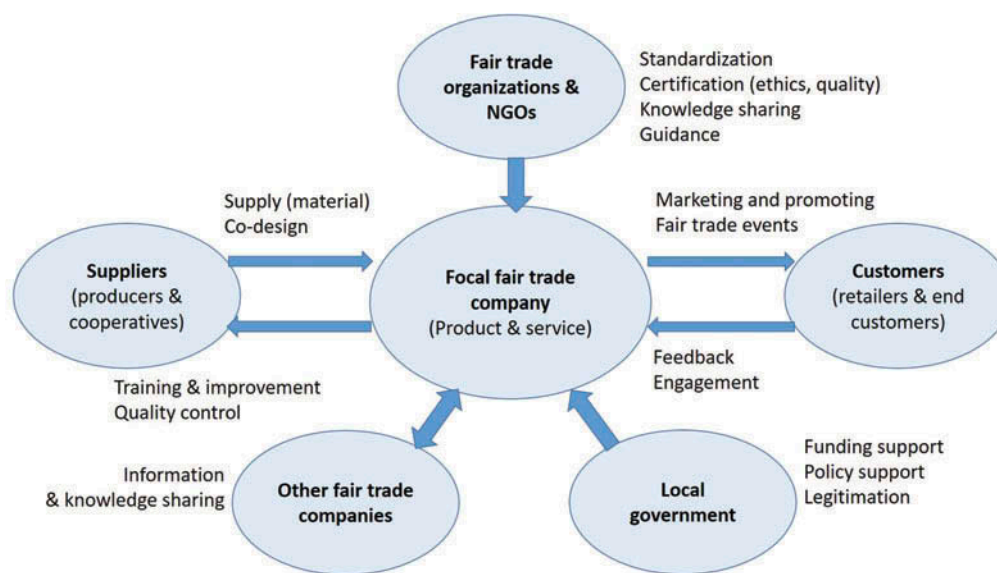 Fair trade
organizations &
NGOs
Standardization
Certification (ethics, quality)
Knowledge sharing
Guidance
Supply (material)
Co-design
Marketing and promoting
Fair trade events
Suppliers
(producers &
cooperatives)
Focal fair trade
company
(Product & service)
Customers
(retailers & end
customers)
Training & improvement
Quality control
Feedback
Engagement
Information
& knowledge sharing
Other fair trade
companies
Local
government
Funding support
Policy support
Legitimation